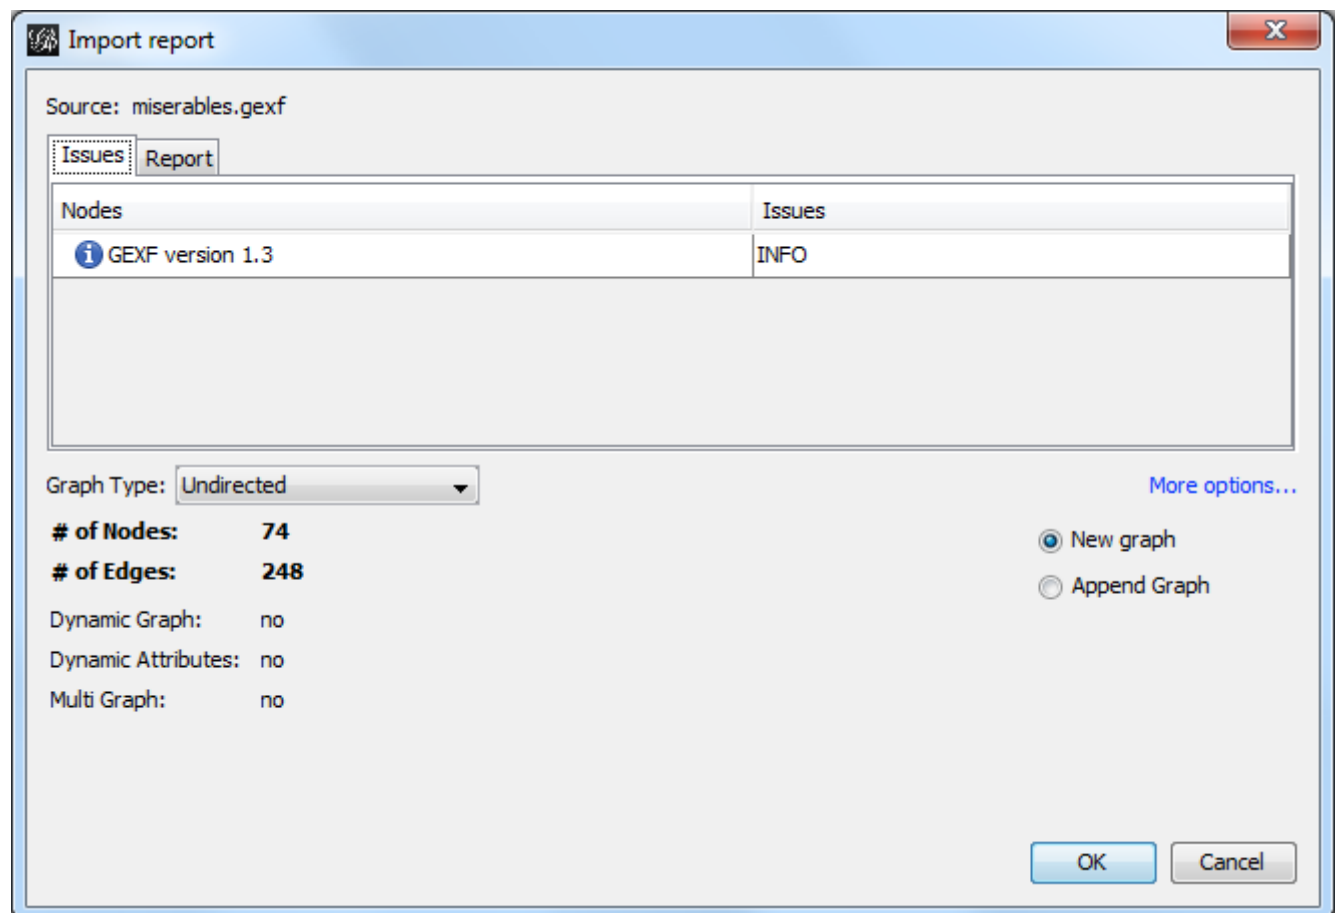 Import report
Source: miserables.gexf
Issues Report
Nodes Issues
GEXF version 1.3 INFO
Graph Type: Undirected More options...
# of Nodes: 74
New graph
# of Edges: 248
Append Graph
Dynamic Graph: no
Dynamic Attributes: no
Multi Graph: no
OK Cancel